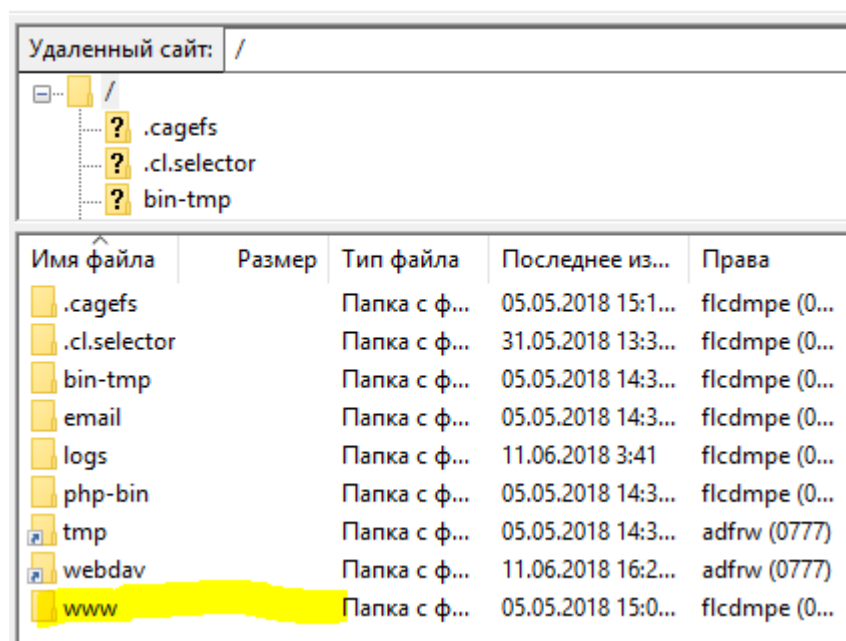 Удаленный сайт: /
/
? .cagefs
? .cl.selector
? bin-tmp
Имя файла Размер Тип файла Последнее из... Права
.cagefs Папка с ф... 05.05.2018 15:1... flcdmpe (0...
.cl.selector Папка с ф... 31.05.2018 13:3... flcdmpe (0...
bin-tmp Папка с ф... 05.05.2018 14:3... flcdmpe (0...
email Папка с ф... 05.05.2018 14:3... flcdmpe (0...
logs Папка с ф... 11.06.2018 3:41 flcdmpe (0...
php-bin Папка с ф... 05.05.2018 14:3... flcdmpe (0...
tmp Папка с ф... 05.05.2018 14:3... adfrw (0777)
webdav Папка с ф... 11.06.2018 16:2... adfrw (0777)
www Папка с ф... 05.05.2018 15:0... flcdmpe (0...